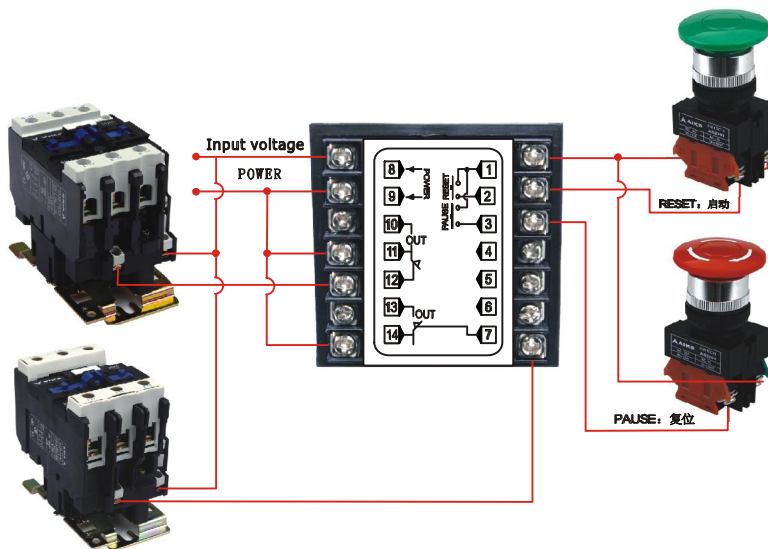 Input voltage
POWER
8
POWER
9
10
OUT
11
12
13
OUT
14
RESET
PAUSE
1
2
3
4
5
6
7
RESET: 启动
PAUSE: 复位